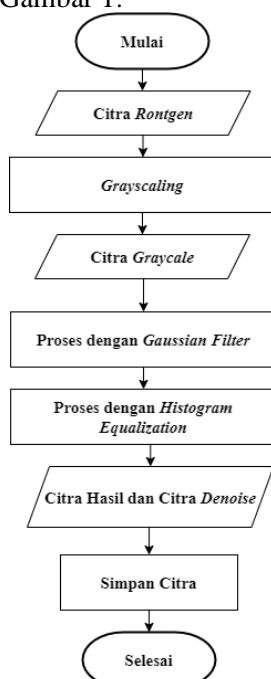 Gambar 1.
Mulai
Citra Rontgen
Grayscaling
Citra Graycale
Proses dengan Gaussian Filter
Proses dengan Histogram
Equalization
Citra Hasil dan Citra Denoise
Simpan Citra
Selesai